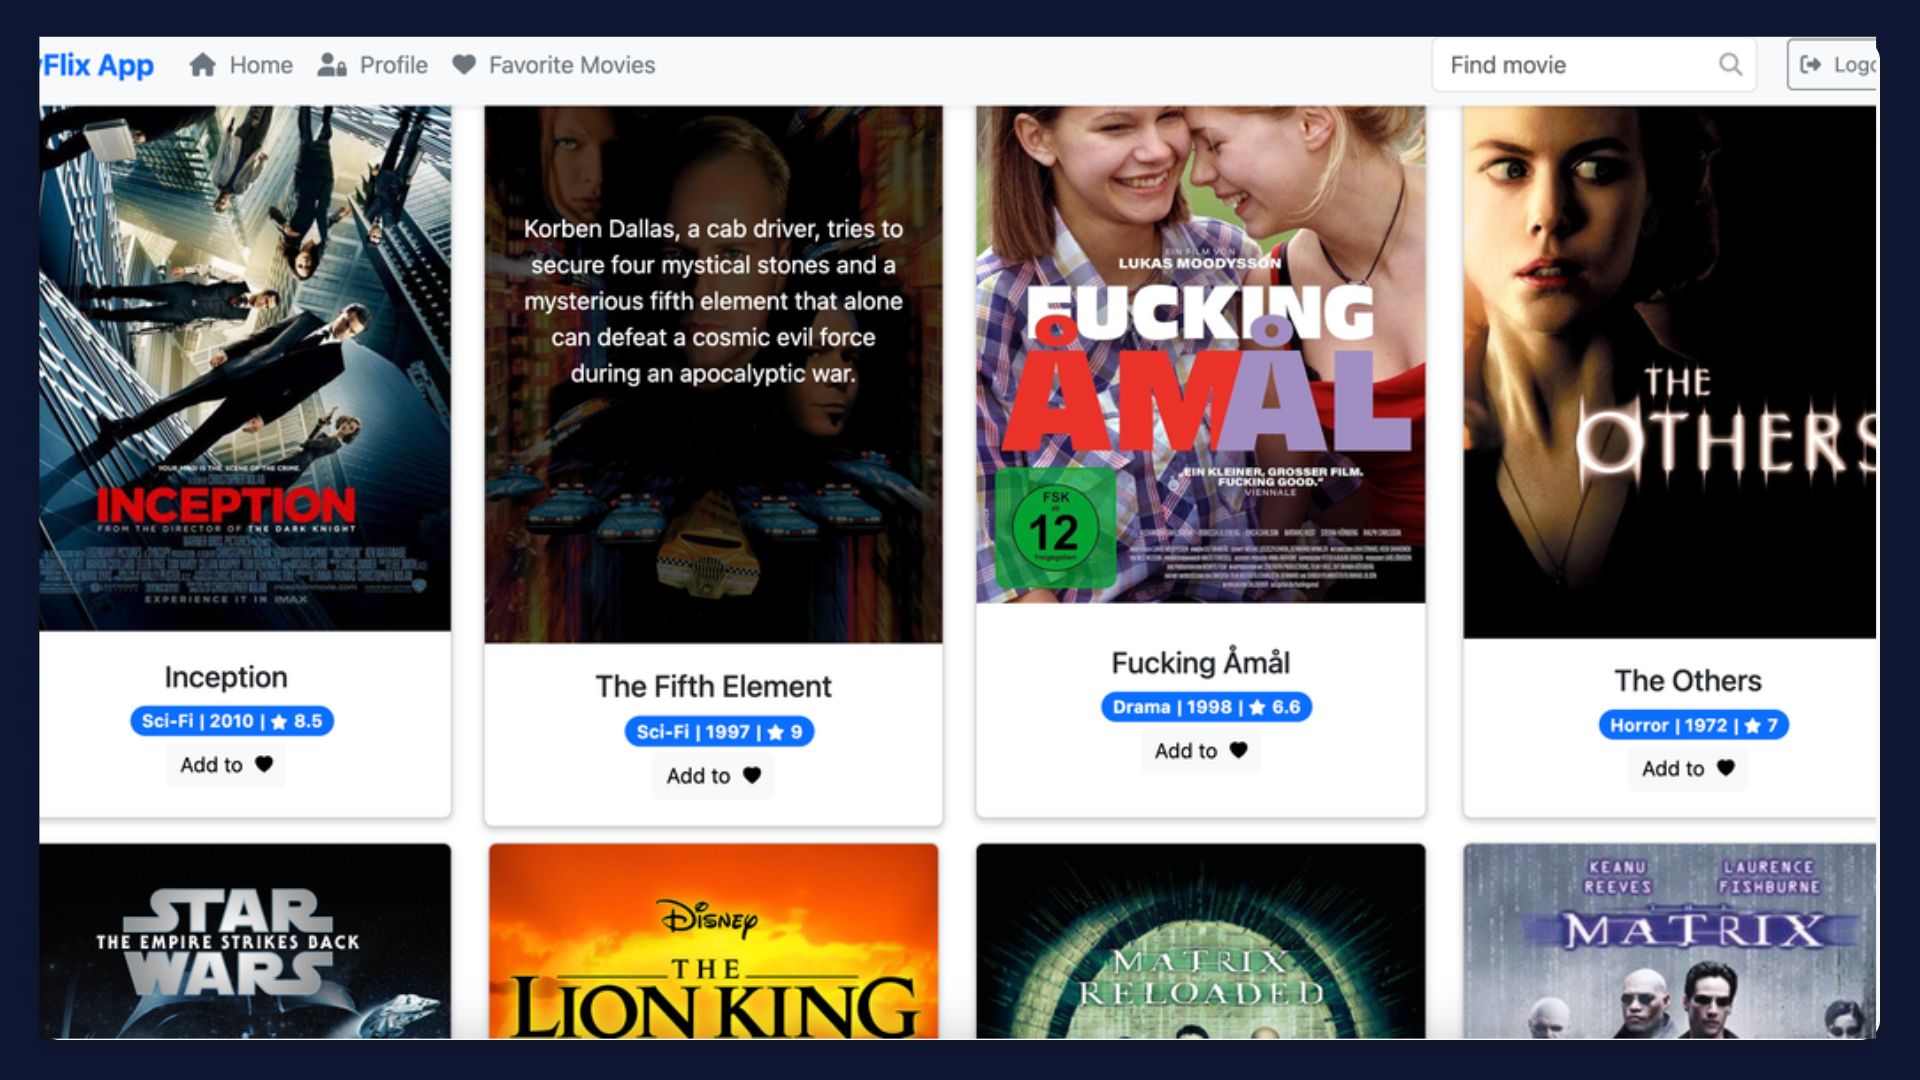 Flix App
Home
Profile
Favorite Movies
Find movie
YOUR MIND IS THE SCENE OF THE CRIME.
INCEPTION
FROM THE DIRECTOR OF THE DARK KNIGHT
EXPERIENCE IT IN IMAX
Inception
Sci-Fi | 2010 | ★ 8.5
Add to
Korben Dallas, a cab driver, tries to
secure four mystical stones and a
mysterious fifth element that alone
can defeat a cosmic evil force
during an apocalyptic war.
The Fifth Element
Sci-Fi | 1997 | ★ 9
Add to
EIN FILM VON
LUKAS MOODYSSON
FUCKING
ÅMÅL
„EIN KLEINER, GROSSER FILM.
FUCKING GOOD.“
VIENNALE
FSK
ab
12
freigegeben
Fucking Åmål
Drama | 1998 | ★ 6.6
Add to
THE
OTHERS
The Others
Horror | 1972 | ★ 7
Add to
STAR
THE EMPIRE STRIKES BACK
WARS
Disney
THE
LION KING
MATRIX
RELOADED
KEANU REEVES
LAURENCE FISHBURNE
THE
MATRIX